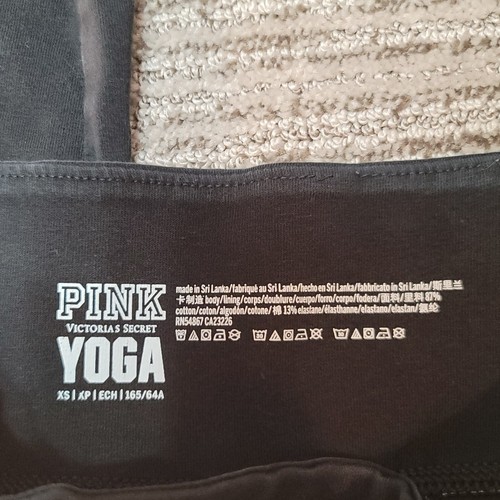 PINK
VICTORIA'S SECRET
YOGA
XS | XP | ECH | 165/64A
made in Sri Lanka/fabriqué au Sri Lanka/hecho en Sri Lanka/fabbricato in Sri Lanka/斯里兰
卡制造 body/lining/corps/doublure/cuerpo/forro/corpo/fodera/面料/里料 87%
cotton/coton/algodón/cotone/棉 13% elastane/élasthanne/elastano/elastan/氨纶
RN54867 CA23226